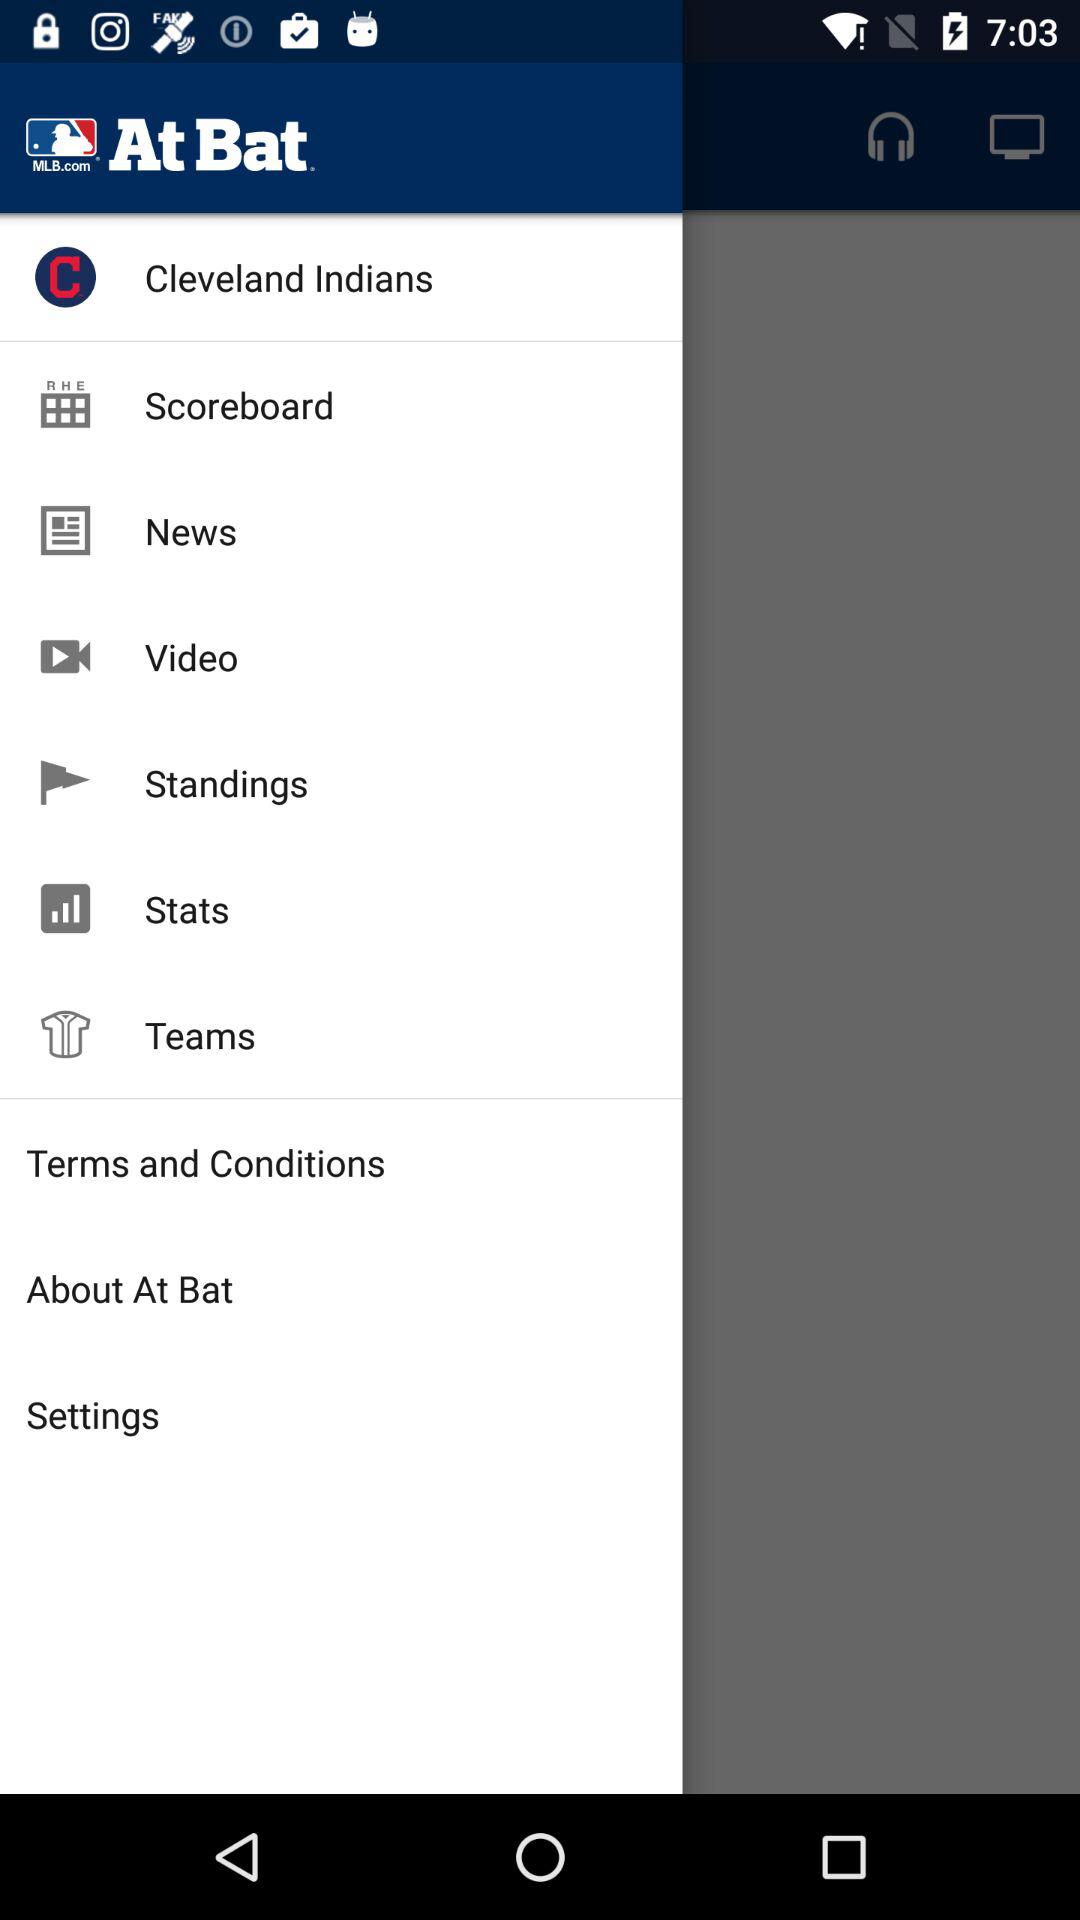 FAKE
7:03
MLB.com At Bat.
C Cleveland Indians
R H E
Scoreboard
News
Video
Standings
Stats
Teams
Terms and Conditions
About At Bat
Settings